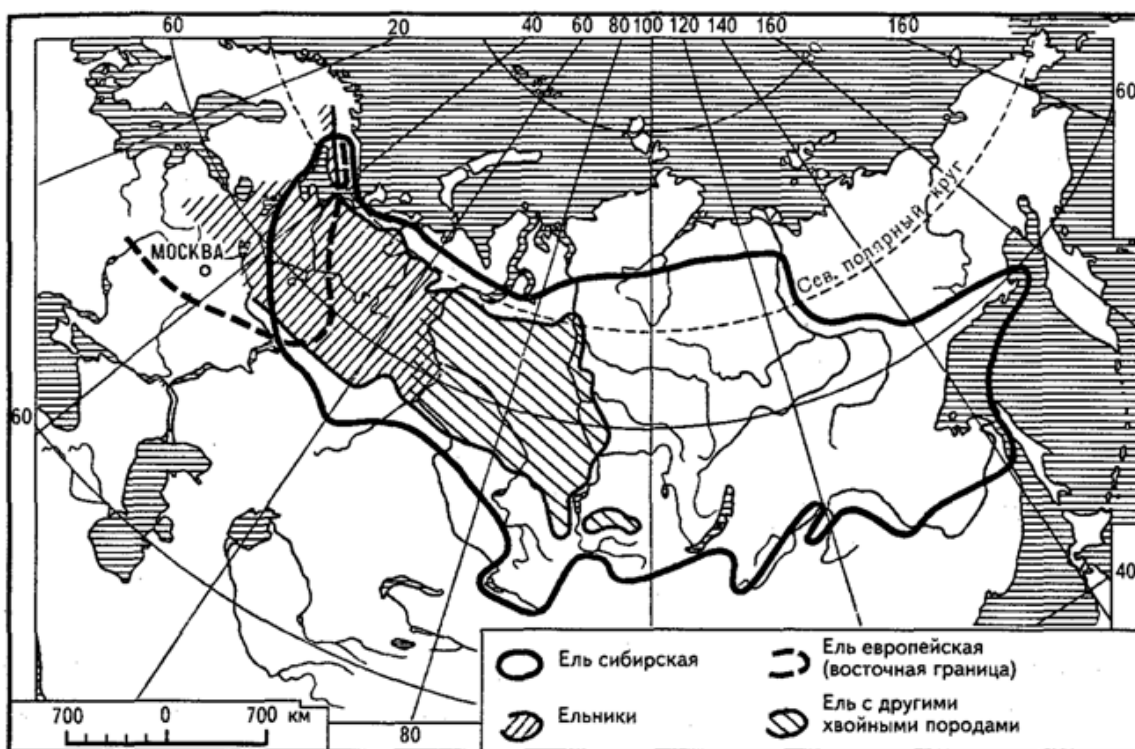 60 20 40 60 80 100 120 140 160 160
60
МОСКВА
Сев. полярный круг
60
40
Ель сибирская
Ель европейская
(восточная граница)
Ельники
Ель с другими
хвойными породами
700 0 700 км
80